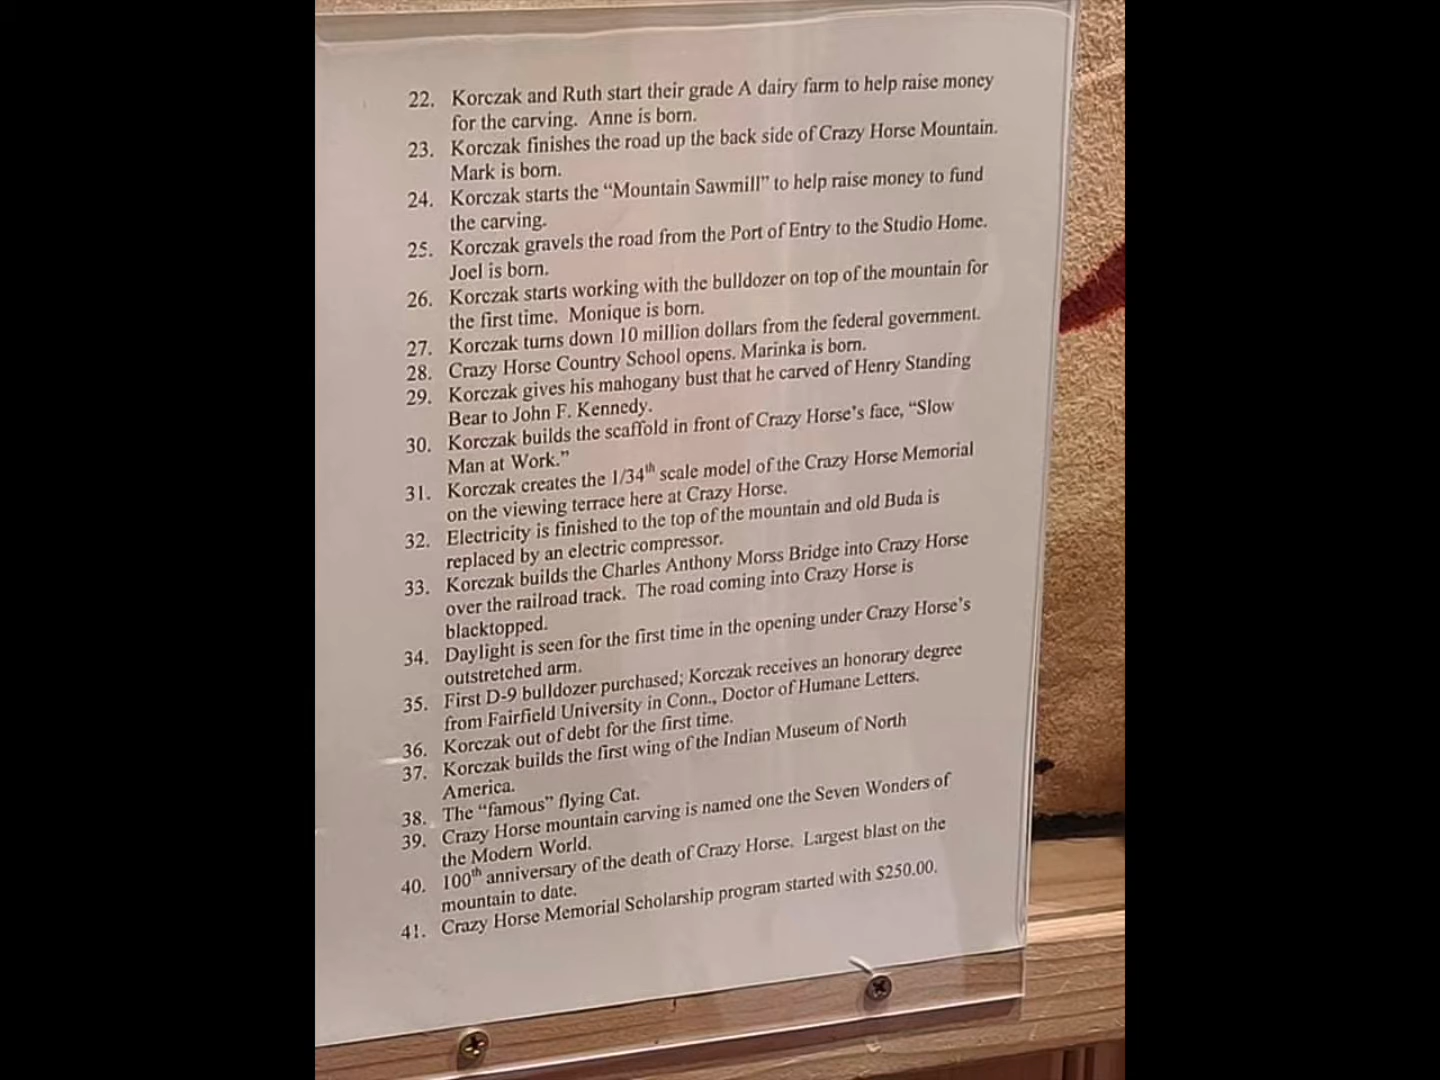 22. Korczak and Ruth start their grade A dairy farm to help raise money
for the carving. Anne is born.
23. Korczak finishes the road up the back side of Crazy Horse Mountain.
Mark is born.
24. Korczak starts the “Mountain Sawmill” to help raise money to fund
the carving.
25. Korczak gravels the road from the Port of Entry to the Studio Home.
Joel is born.
26. Korczak starts working with the bulldozer on top of the mountain for
the first time. Monique is born.
27. Korczak turns down 10 million dollars from the federal government.
28. Crazy Horse Country School opens. Marinka is born.
29. Korczak gives his mahogany bust that he carved of Henry Standing
Bear to John F. Kennedy.
30. Korczak builds the scaffold in front of Crazy Horse’s face, “Slow
Man at Work.”
31. Korczak creates the 1/34th scale model of the Crazy Horse Memorial
on the viewing terrace here at Crazy Horse.
32. Electricity is finished to the top of the mountain and old Buda is
replaced by an electric compressor.
33. Korczak builds the Charles Anthony Morss Bridge into Crazy Horse
over the railroad track. The road coming into Crazy Horse is
blacktopped.
34. Daylight is seen for the first time in the opening under Crazy Horse’s
outstretched arm.
35. First D-9 bulldozer purchased; Korczak receives an honorary degree
from Fairfield University in Conn., Doctor of Humane Letters.
36. Korczak out of debt for the first time.
37. Korczak builds the first wing of the Indian Museum of North
America.
38. The “famous” flying Cat.
39. Crazy Horse mountain carving is named one the Seven Wonders of
the Modern World.
40. 100th anniversary of the death of Crazy Horse. Largest blast on the
mountain to date.
41. Crazy Horse Memorial Scholarship program started with $250.00.